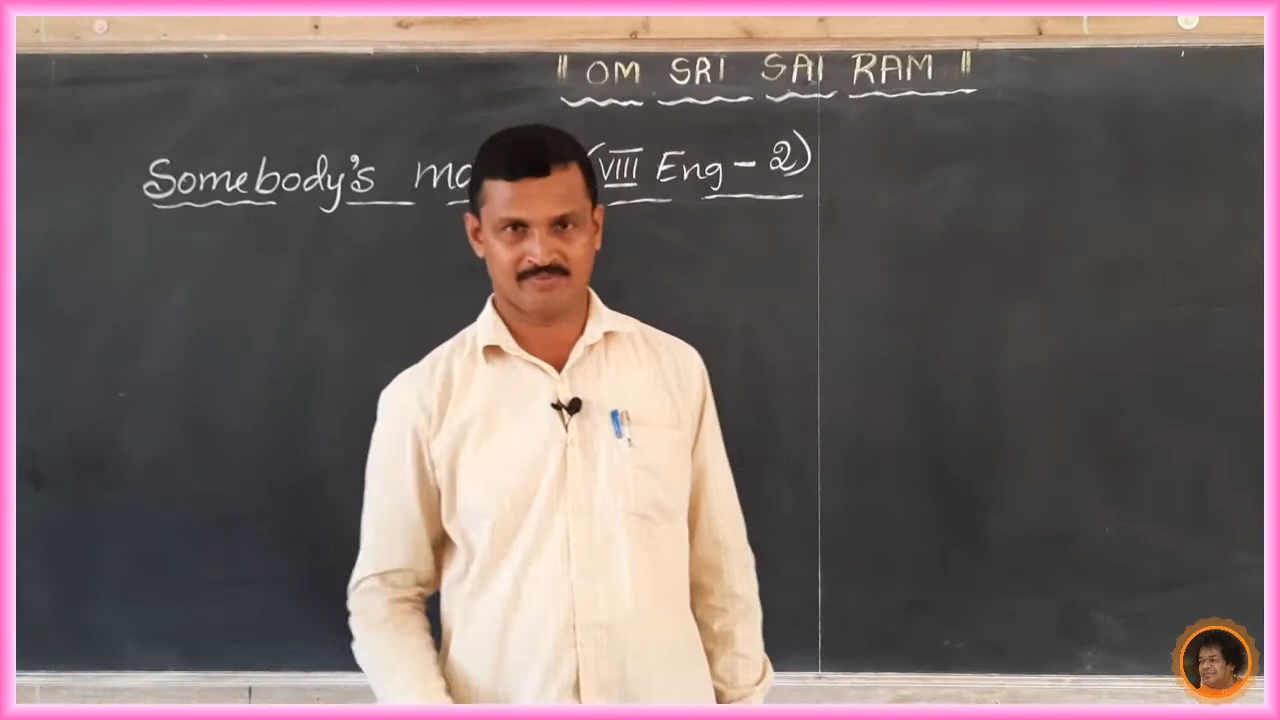 ॥ OM SRI SAI RAM ॥
Somebody's (VIII Eng - 2)